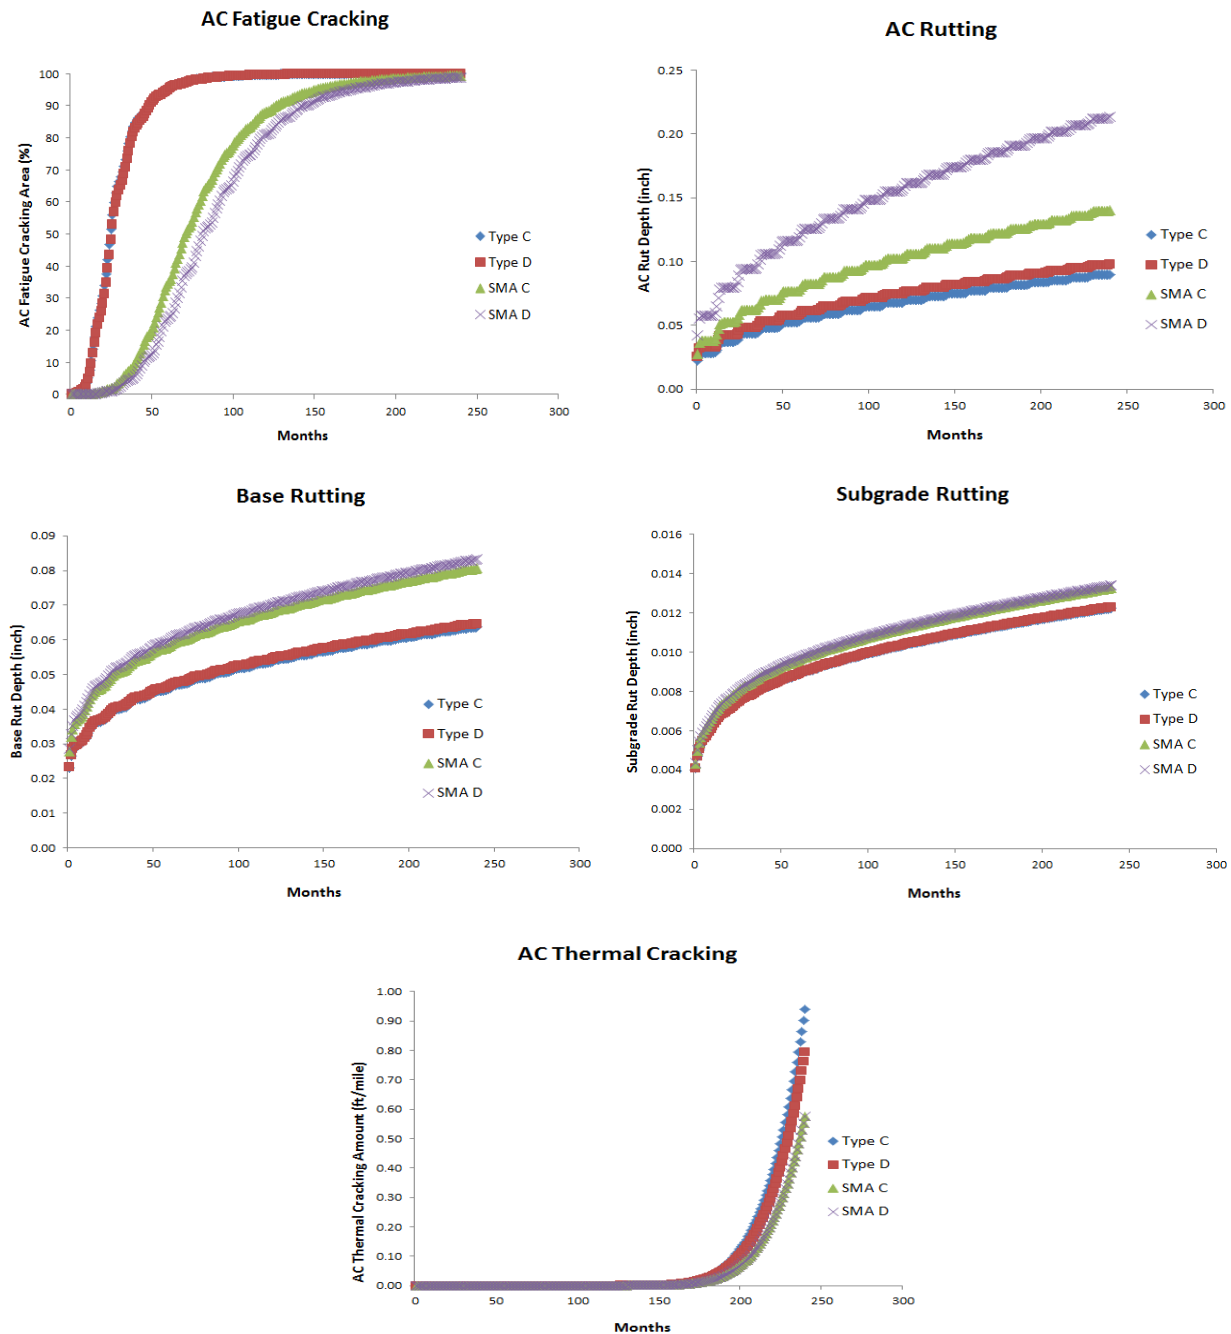 AC Fatigue Cracking
AC Fatigue Cracking Area (%)
100
90
80
70
60
50
40
30
20
10
0
0 50 100 150 200 250 300
Months
Type C
Type D
SMA C
SMA D
AC Rutting
AC Rut Depth (inch)
0.25
0.20
0.15
0.10
0.05
0.00
0 50 100 150 200 250 300
Months
Type C
Type D
SMA C
SMA D
Base Rutting
Base Rut Depth (inch)
0.09
0.08
0.07
0.06
0.05
0.04
0.03
0.02
0.01
0.00
0 50 100 150 200 250 300
Months
Type C
Type D
SMA C
SMA D
Subgrade Rutting
Subgrade Rut Depth (inch)
0.016
0.014
0.012
0.010
0.008
0.006
0.004
0.002
0.000
0 50 100 150 200 250 300
Months
Type C
Type D
SMA C
SMA D
AC Thermal Cracking
AC Thermal Cracking Amount (ft/mile)
1.00
0.90
0.80
0.70
0.60
0.50
0.40
0.30
0.20
0.10
0.00
0 50 100 150 200 250 300
Months
Type C
Type D
SMA C
SMA D